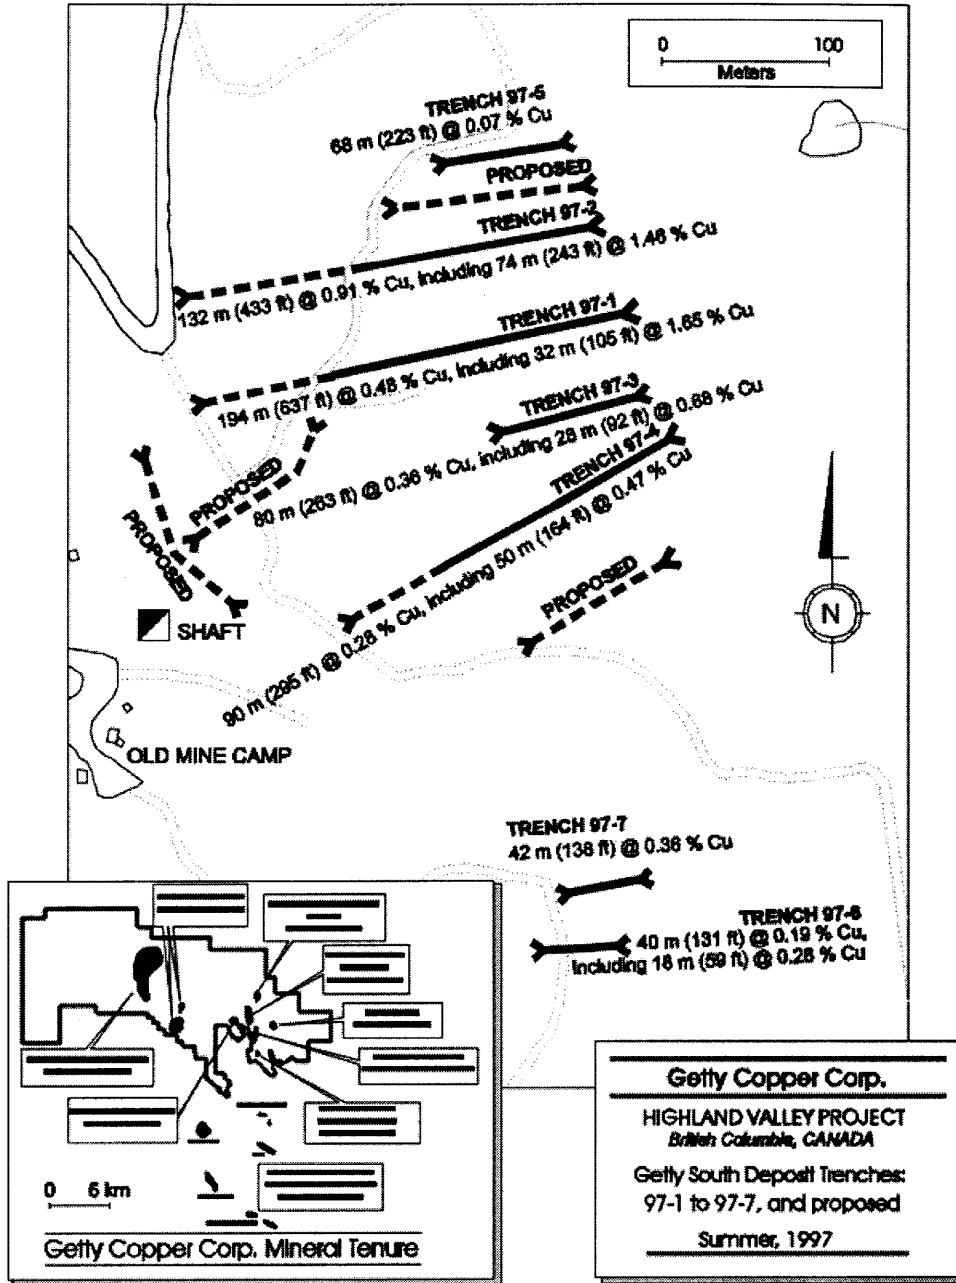 0 100
Meters
TRENCH 97-5
68 m (223 ft) @ 0.07 % Cu
PROPOSED
TRENCH 97-2
132 m (433 ft) @ 0.91 % Cu, including 74 m (243 ft) @ 1.46 % Cu
TRENCH 97-1
194 m (637 ft) @ 0.48 % Cu, including 32 m (105 ft) @ 1.65 % Cu
TRENCH 97-3
80 m (263 ft) @ 0.36 % Cu, including 28 m (92 ft) @ 0.68 % Cu
TRENCH 97-4
90 m (295 ft) @ 0.28 % Cu, including 50 m (164 ft) @ 0.47 % Cu
PROPOSED
PROPOSED
PROPOSED
SHAFT
N
OLD MINE CAMP
TRENCH 97-7
42 m (138 ft) @ 0.36 % Cu
TRENCH 97-6
40 m (131 ft) @ 0.19 % Cu,
including 18 m (59 ft) @ 0.28 % Cu
0 5 km
Getty Copper Corp. Mineral Tenure
Getty Copper Corp.
HIGHLAND VALLEY PROJECT
British Columbia, CANADA
Getty South Deposit Trenches:
97-1 to 97-7, and proposed
Summer, 1997